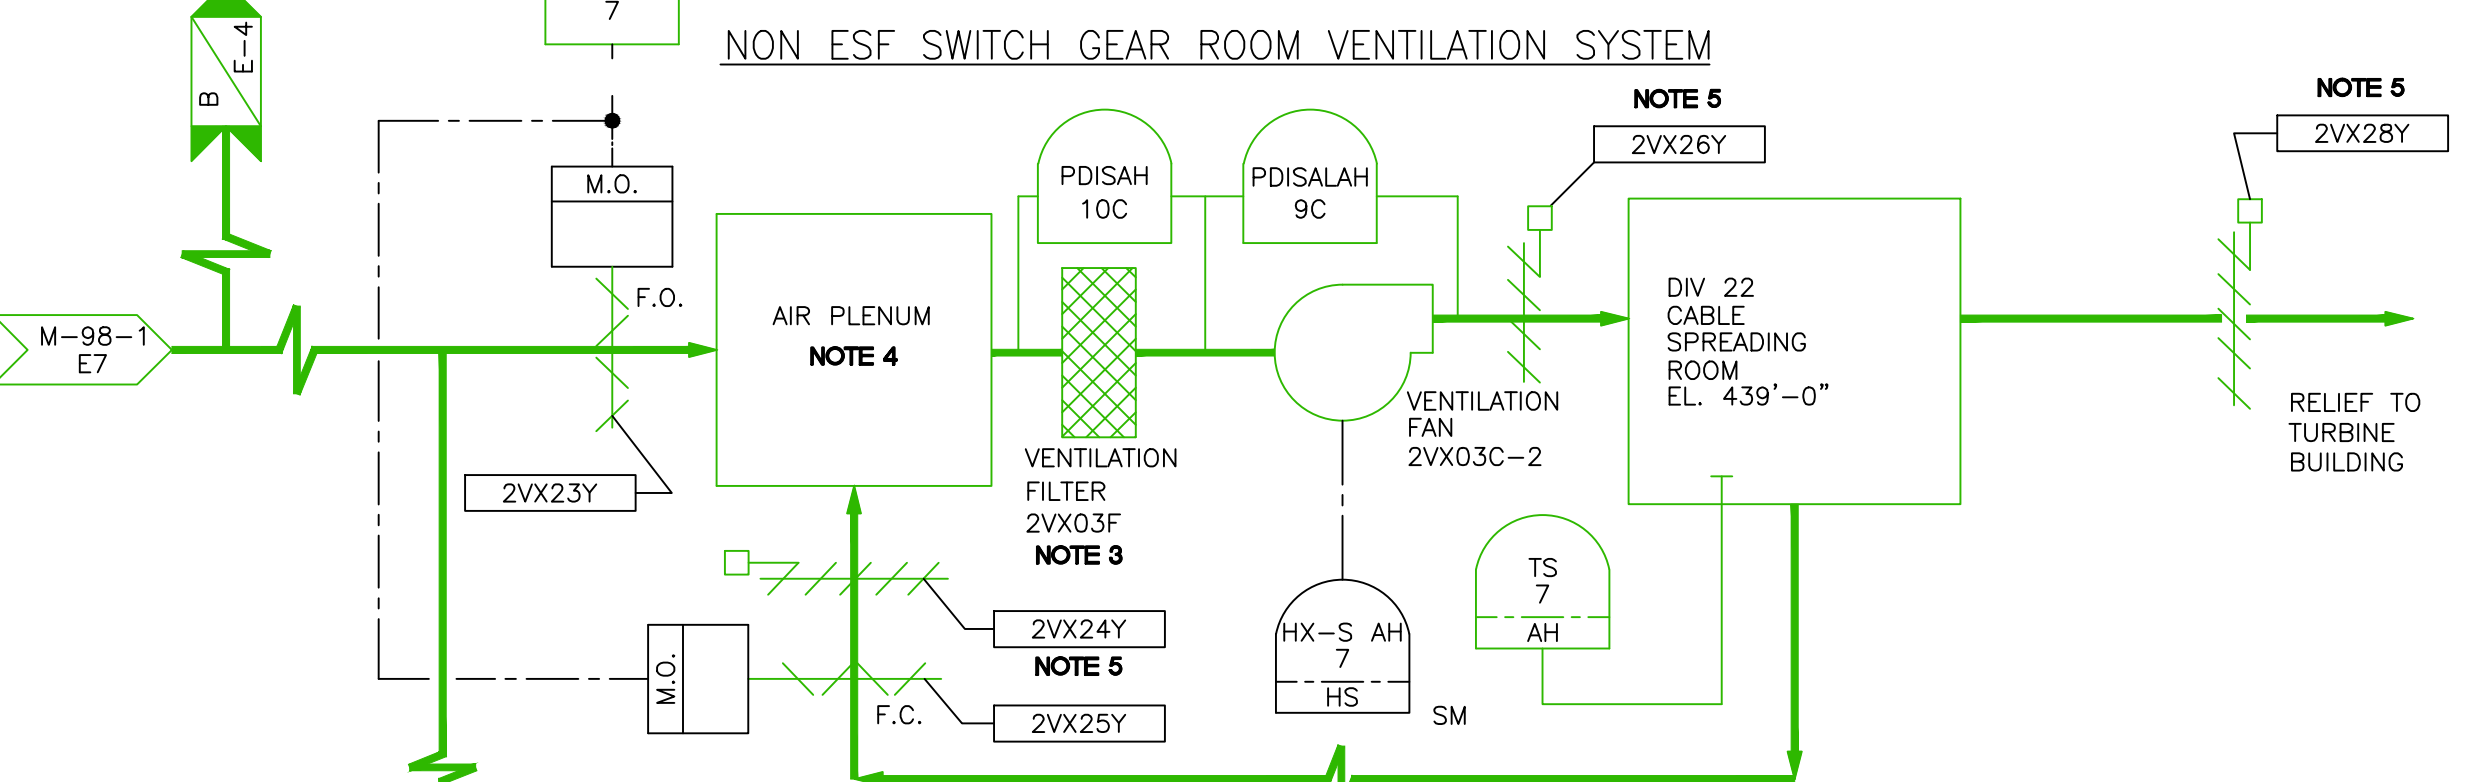 E-4
B
7
NON ESF SWITCH GEAR ROOM VENTILATION SYSTEM
NOTE 5
2VX26Y
NOTE 5
2VX28Y
M.O.
F.O.
PDISAH
10C
PDISALAH
9C
M-98-1
E7
AIR PLENUM
NOTE 4
DIV 22
CABLE
SPREADING
ROOM
EL. 439'-0"
VENTILATION
FAN
2VX03C-2
RELIEF TO
TURBINE
BUILDING
2VX23Y
VENTILATION
FILTER
2VX03F
NOTE 3
2VX24Y
NOTE 5
M.O.
F.C.
2VX25Y
HX-S AH
7
HS
SM
TS
7
AH